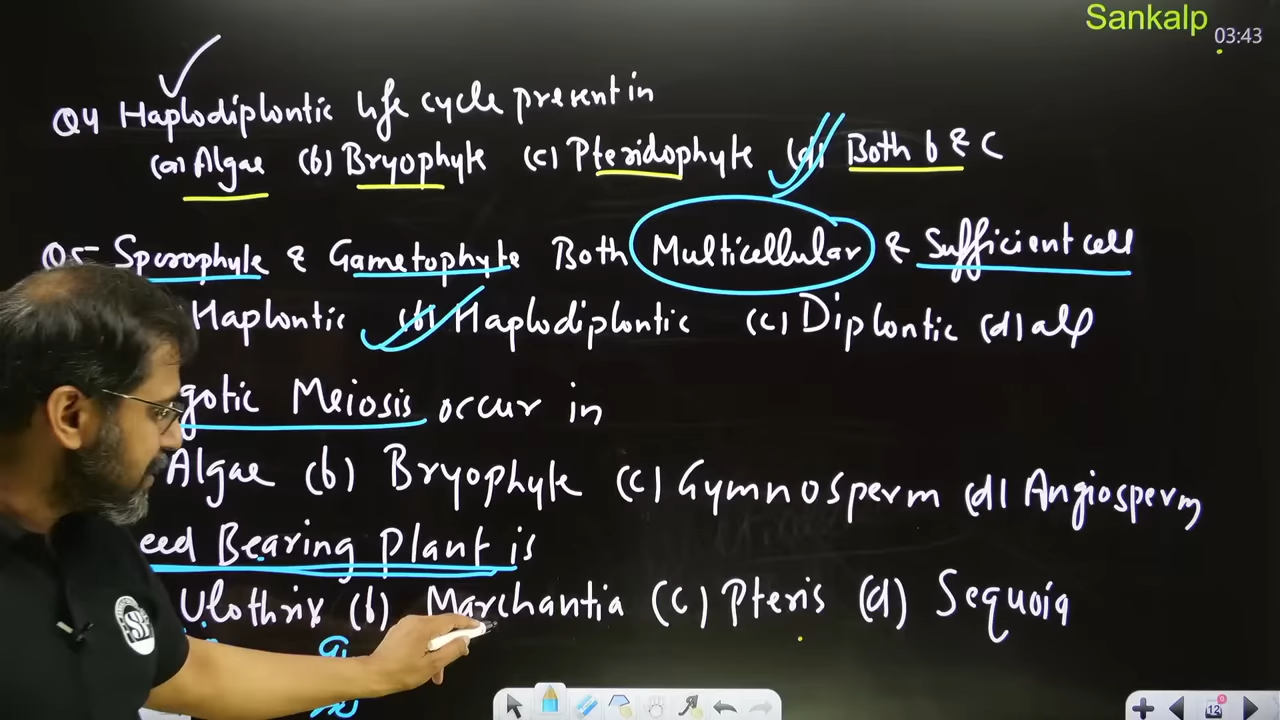 Sankalp
03:43
Q4 Haplodiplontic life cycle present in
(a) Algae (b) Bryophyte (c) Pteridophyte (d) Both b & C
Q5 Sporophyte & Gametophyte Both Multicellular & Sufficient cell
Haplontic (b) Haplodiplontic (c) Diplontic (d) all
gotic Meiosis occur in
Algae (b) Bryophyte (c) Gymnosperm (d) Angiosperm
eed Bearing Plant is
Ulothrix (b) Marchantia (c) Pteris (d) Sequoia
12